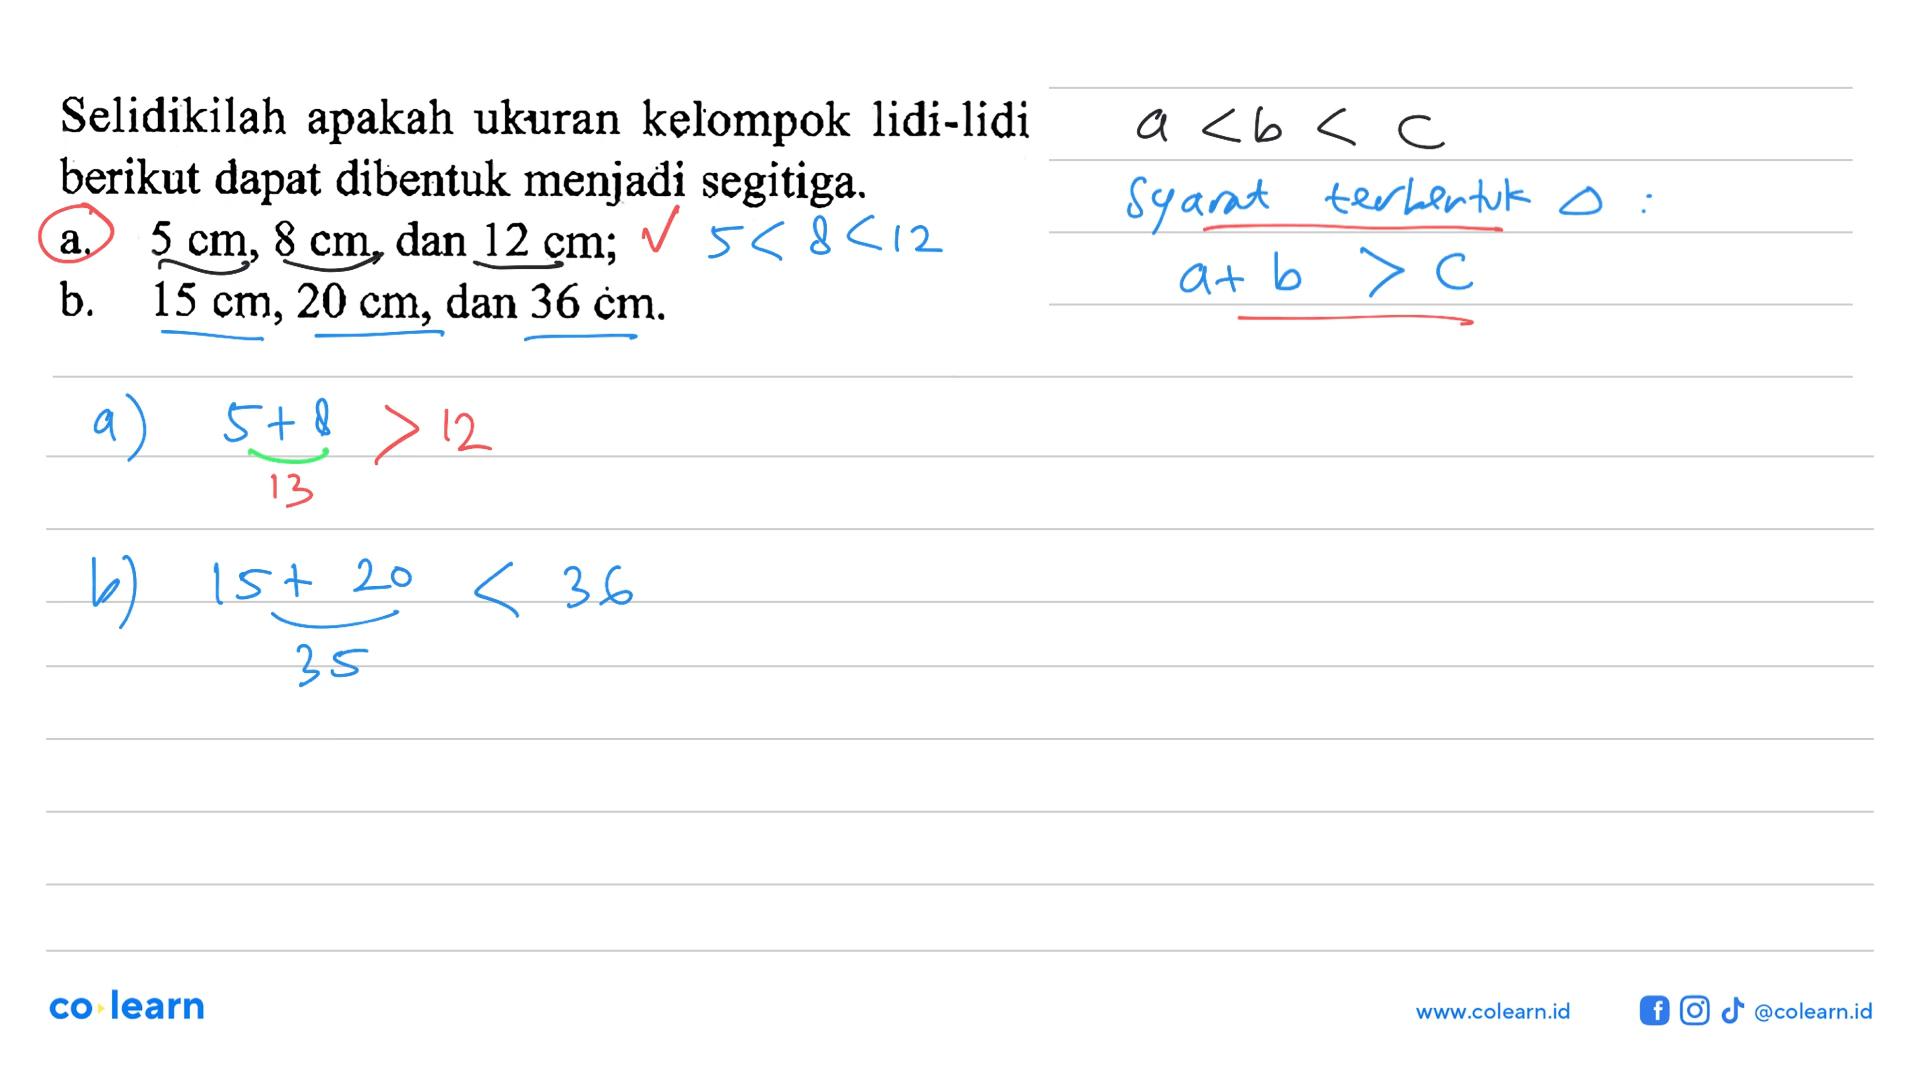 Selidikilah apakah ukuran kelompok lidi-lidi
berikut dapat dibentuk menjadi segitiga.
a. 5 cm, 8 cm, dan 12 cm; ✓ 5 < 8 < 12
b. 15 cm, 20 cm, dan 36 cm.
a < b < c
Syarat terbentuk Δ :
a + b > c
a) 5 + 8 > 12
13
b) 15 + 20 < 36
35
co learn
www.colearn.id @colearn.id